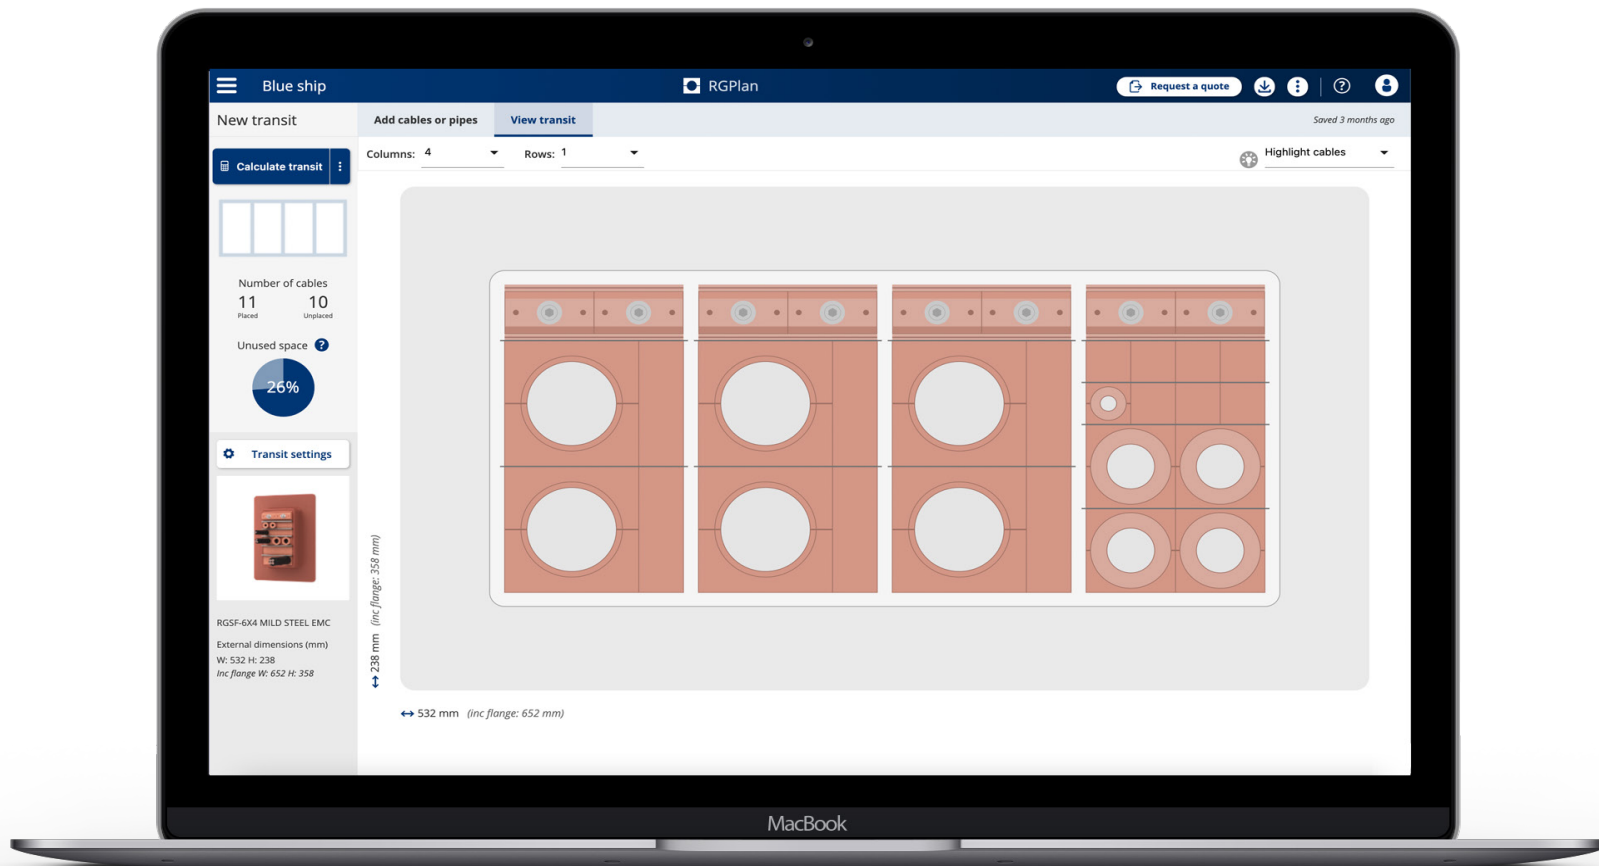 Blue ship
RGPlan
Request a quote
New transit
Add cables or pipes
View transit
Saved 3 months ago
Calculate transit
Columns: 4
Rows: 1
Highlight cables
Number of cables
11 10
Placed Unplaced
Unused space ?
26%
Transit settings
RGSF-6X4 MILD STEEL EMC
External dimensions (mm)
W: 532 H: 238
Inc flange W: 652 H: 358
238 mm (inc flange: 358 mm)
532 mm (inc flange: 652 mm)
MacBook